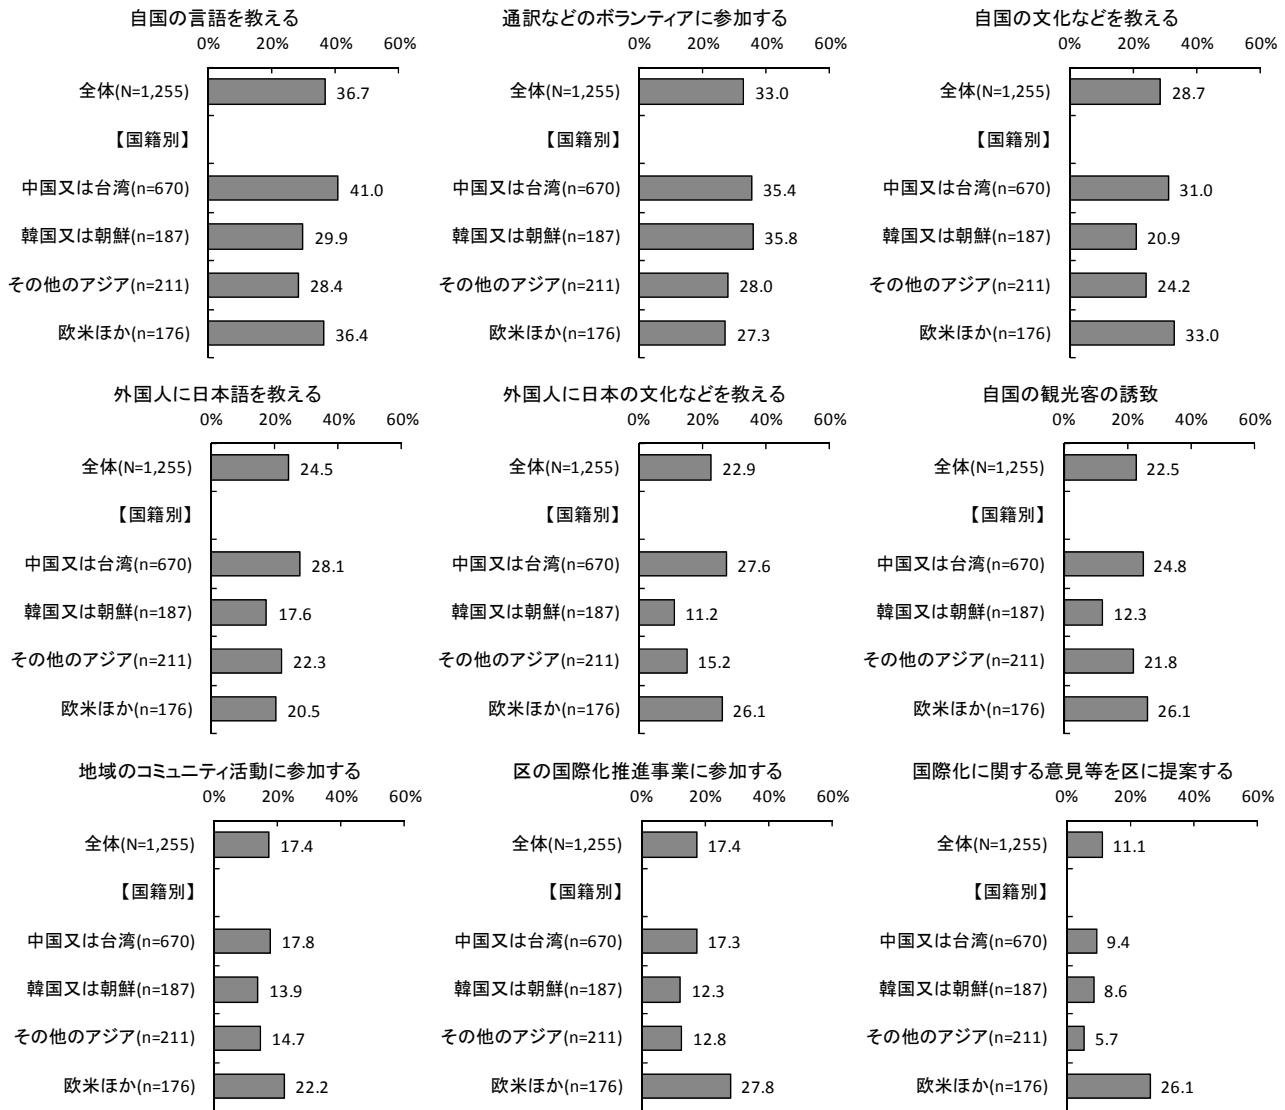 自国の言語を教える
0% 20% 40% 60%
全体(N=1,255) 36.7
【国籍別】
中国又は台湾(n=670) 41.0
韓国又は朝鮮(n=187) 29.9
その他のアジア(n=211) 28.4
欧米ほか(n=176) 36.4
通訳などのボランティアに参加する
0% 20% 40% 60%
全体(N=1,255) 33.0
【国籍別】
中国又は台湾(n=670) 35.4
韓国又は朝鮮(n=187) 35.8
その他のアジア(n=211) 28.0
欧米ほか(n=176) 27.3
自国の文化などを教える
0% 20% 40% 60%
全体(N=1,255) 28.7
【国籍別】
中国又は台湾(n=670) 31.0
韓国又は朝鮮(n=187) 20.9
その他のアジア(n=211) 24.2
欧米ほか(n=176) 33.0
外国人に日本語を教える
0% 20% 40% 60%
全体(N=1,255) 24.5
【国籍別】
中国又は台湾(n=670) 28.1
韓国又は朝鮮(n=187) 17.6
その他のアジア(n=211) 22.3
欧米ほか(n=176) 20.5
外国人に日本の文化などを教える
0% 20% 40% 60%
全体(N=1,255) 22.9
【国籍別】
中国又は台湾(n=670) 27.6
韓国又は朝鮮(n=187) 11.2
その他のアジア(n=211) 15.2
欧米ほか(n=176) 26.1
自国の観光客の誘致
0% 20% 40% 60%
全体(N=1,255) 22.5
【国籍別】
中国又は台湾(n=670) 24.8
韓国又は朝鮮(n=187) 12.3
その他のアジア(n=211) 21.8
欧米ほか(n=176) 26.1
地域のコミュニティ活動に参加する
0% 20% 40% 60%
全体(N=1,255) 17.4
【国籍別】
中国又は台湾(n=670) 17.8
韓国又は朝鮮(n=187) 13.9
その他のアジア(n=211) 14.7
欧米ほか(n=176) 22.2
区の国際化推進事業に参加する
0% 20% 40% 60%
全体(N=1,255) 17.4
【国籍別】
中国又は台湾(n=670) 17.3
韓国又は朝鮮(n=187) 12.3
その他のアジア(n=211) 12.8
欧米ほか(n=176) 27.8
国際化に関する意見等を区に提案する
0% 20% 40% 60%
全体(N=1,255) 11.1
【国籍別】
中国又は台湾(n=670) 9.4
韓国又は朝鮮(n=187) 8.6
その他のアジア(n=211) 5.7
欧米ほか(n=176) 26.1